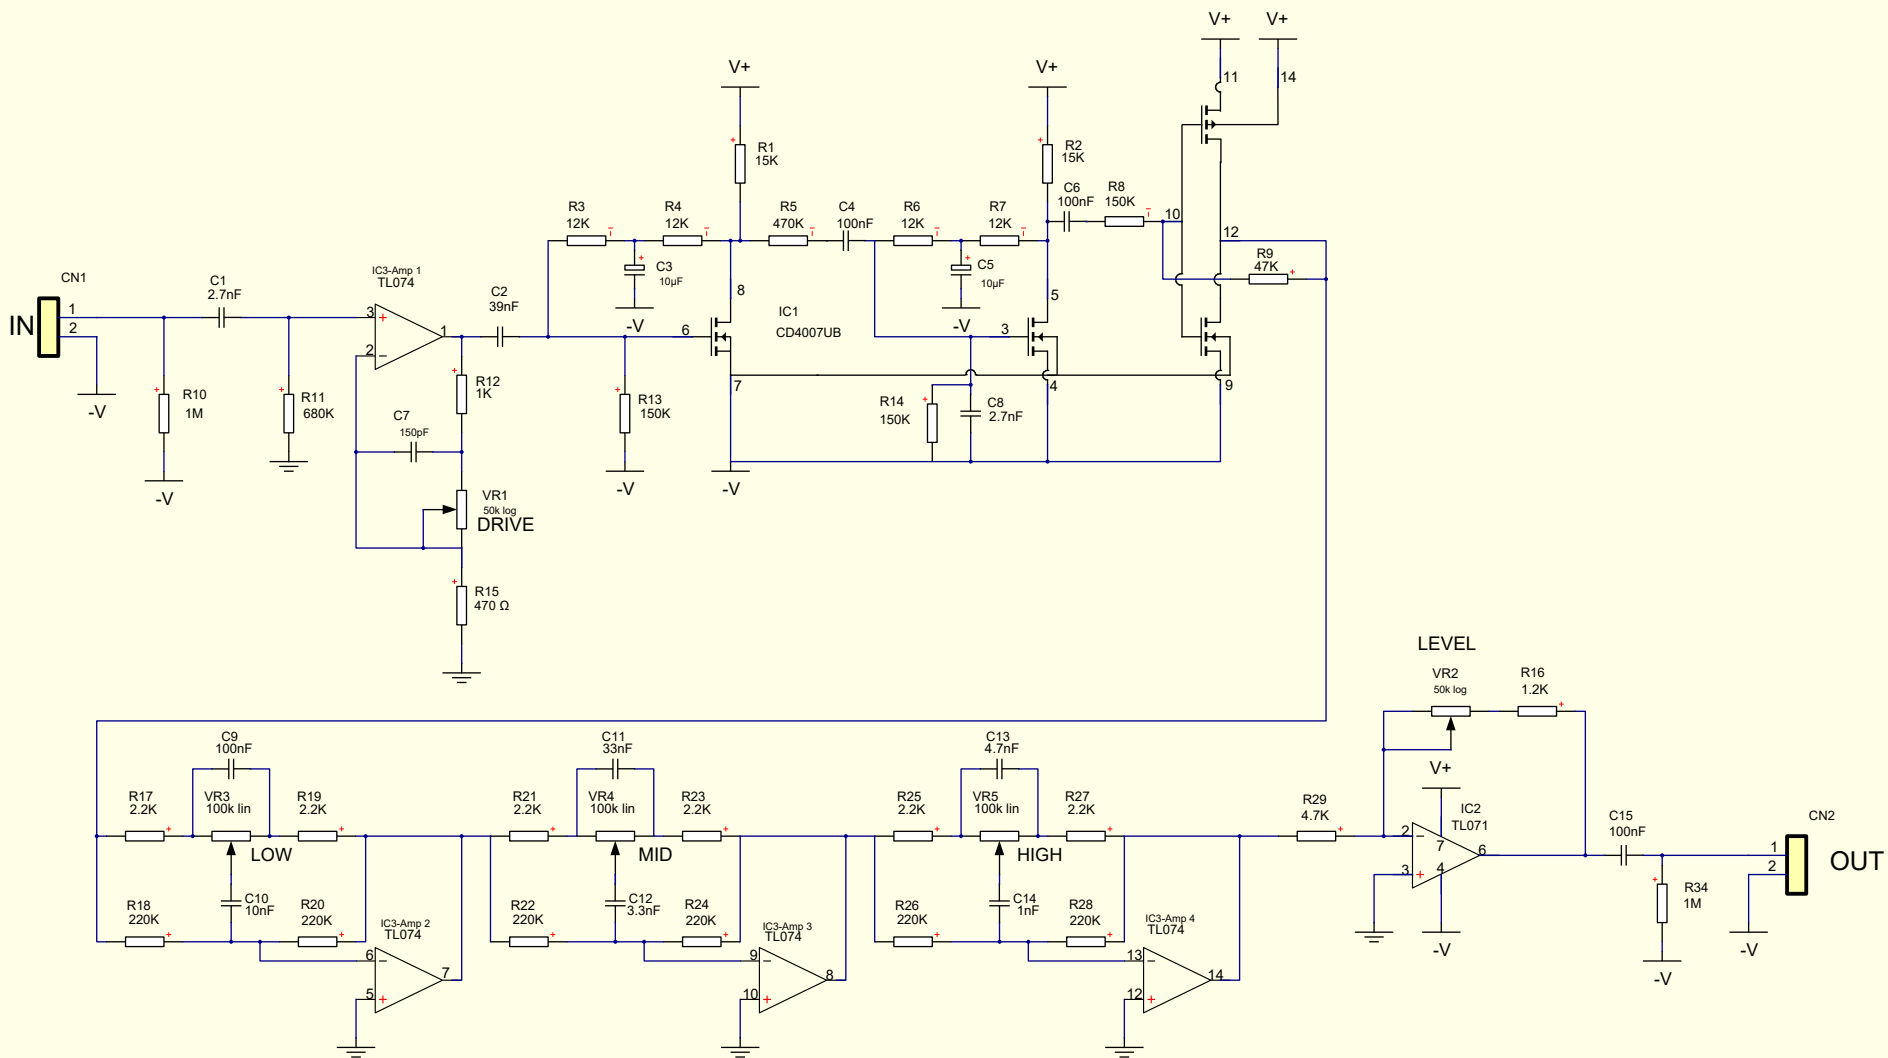 V+
V+
11
14
V+
V+
R1
15K
R2
15K
C6
100nF
R8
150K
10
12
R3
12K
R4
12K
R5
470K
C4
100nF
R6
12K
R7
12K
R9
47K
C3
10µF
C5
10µF
-V
-V
8
5
CN1
IN
1
2
C1
2.7nF
IC3-Amp 1
TL074
3
+
2
−
1
C2
39nF
6
IC1
CD4007UB
3
7
4
9
-V
R10
1M
R11
680K
R12
1K
C7
150pF
R13
150K
R14
150K
C8
2.7nF
-V
-V
-V
VR1
50k log
DRIVE
R15
470 Ω
LEVEL
VR2
50k log
R16
1.2K
C9
100nF
C11
33nF
C13
4.7nF
V+
R17
2.2K
VR3
100k lin
R19
2.2K
R21
2.2K
VR4
100k lin
R23
2.2K
R25
2.2K
VR5
100k lin
R27
2.2K
R29
4.7K
IC2
TL071
C15
100nF
CN2
LOW
MID
HIGH
2
−
7
6
3
+
4
1
2
OUT
R18
220K
C10
10nF
R20
220K
R22
220K
C12
3.3nF
R24
220K
R26
220K
C14
1nF
R28
220K
R34
1M
IC3-Amp 2
TL074
IC3-Amp 3
TL074
IC3-Amp 4
TL074
-V
-V
-V
6
−
7
5
+
9
−
8
10
+
13
−
14
12
+